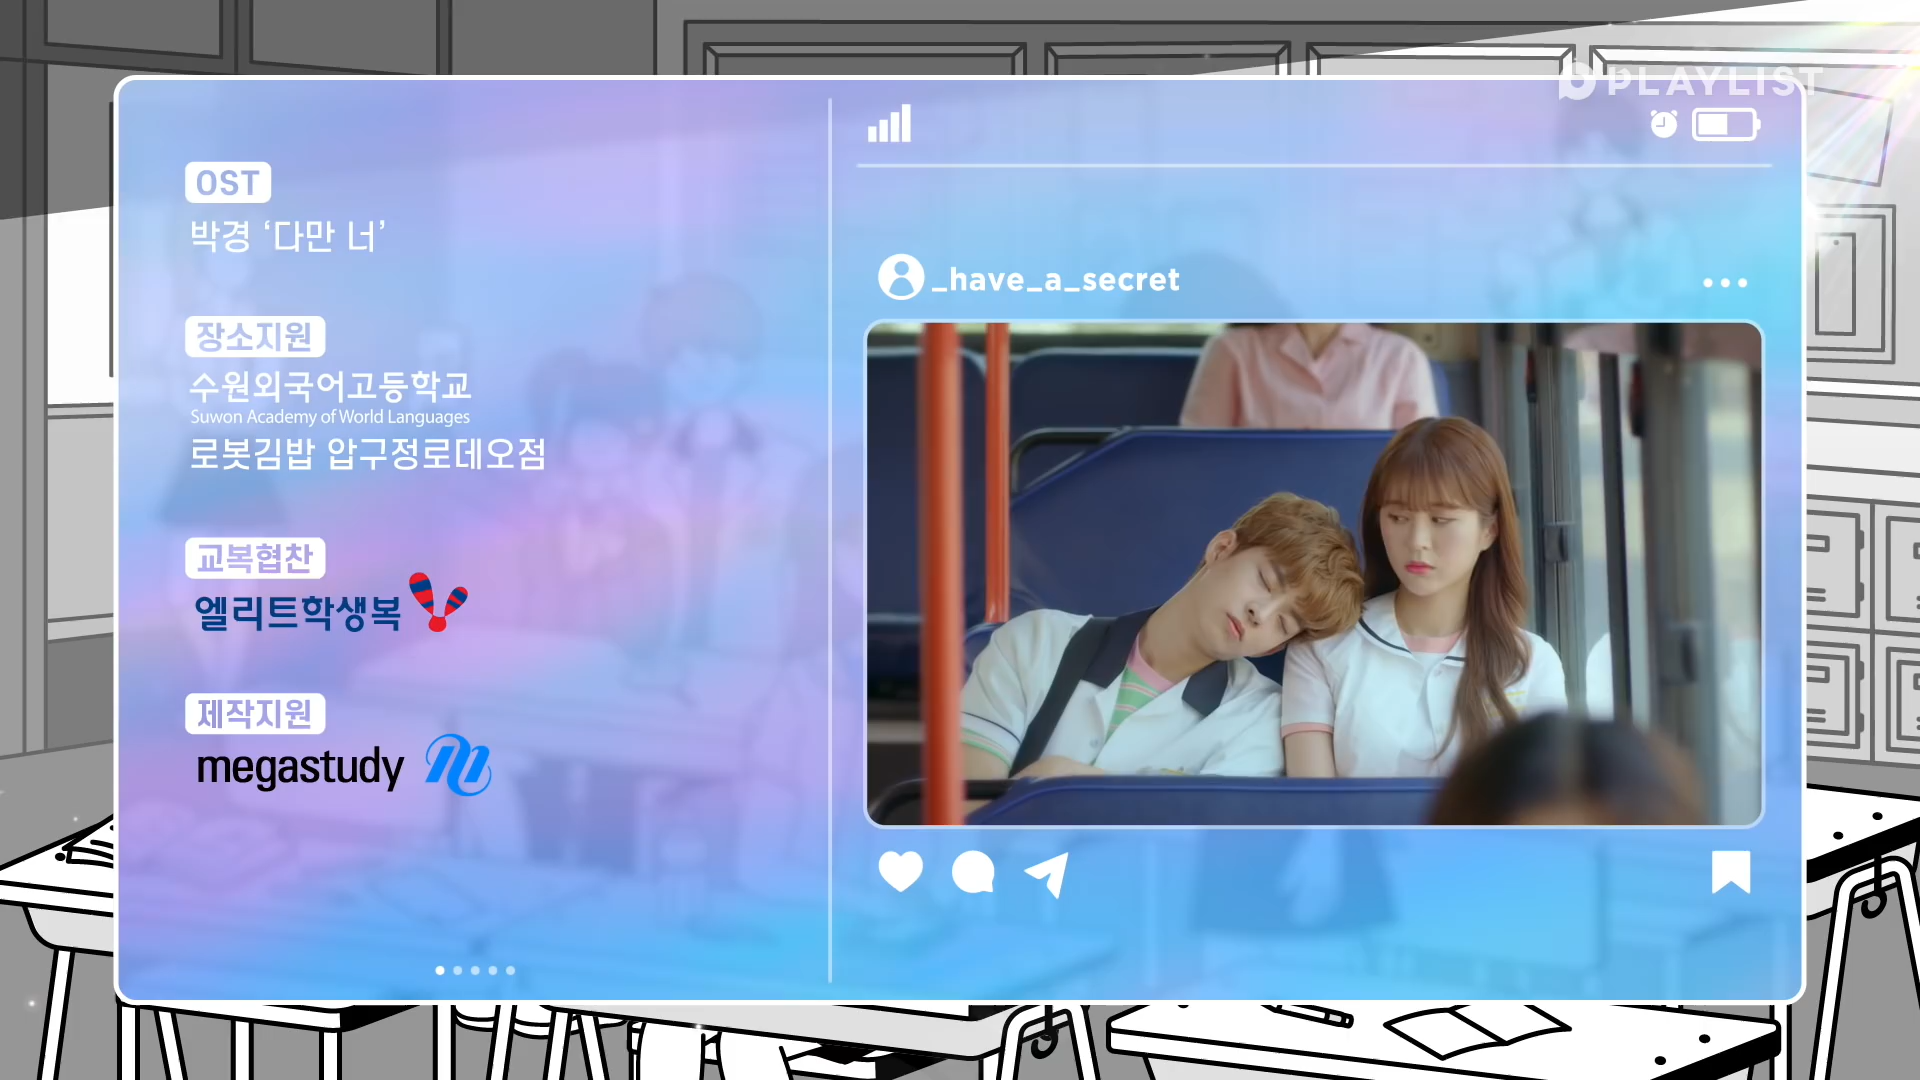 PLAYLIST
OST
박경 ‘다만 너’
장소지원
수원외국어고등학교
Suwon Academy of World Languages
로봇김밥 압구정로데오점
교복협찬
엘리트학생복
제작지원
megastudy
_have_a_secret